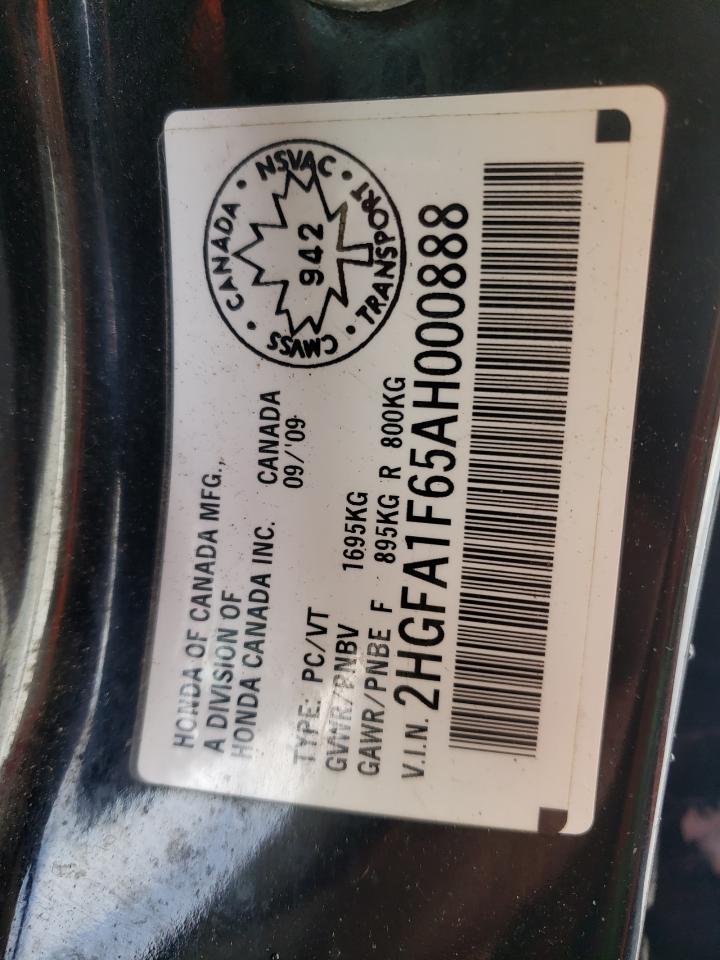 HONDA OF CANADA MFG.,
A DIVISION OF
HONDA CANADA INC. CANADA
09/'09
TYPE: PC/VT
GVWR/PNBV 1695KG
GAWR/PNBE F 895KG R 800KG
V.I.N. 2HGFA1F65AH000888
CANADA • NSVAC • TRANSPORT • CMVSS •
942